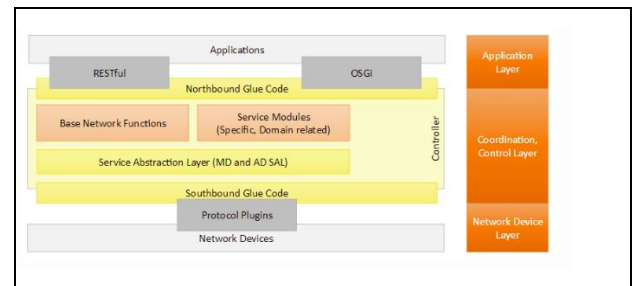 Applications
RESTful
OSGi
Northbound Glue Code
Base Network Functions
Service Modules
(Specific, Domain related)
Service Abstraction Layer (MD and AD SAL)
Controller
Southbound Glue Code
Protocol Plugins
Network Devices
Application
Layer
Coordination,
Control Layer
Network Device
Layer